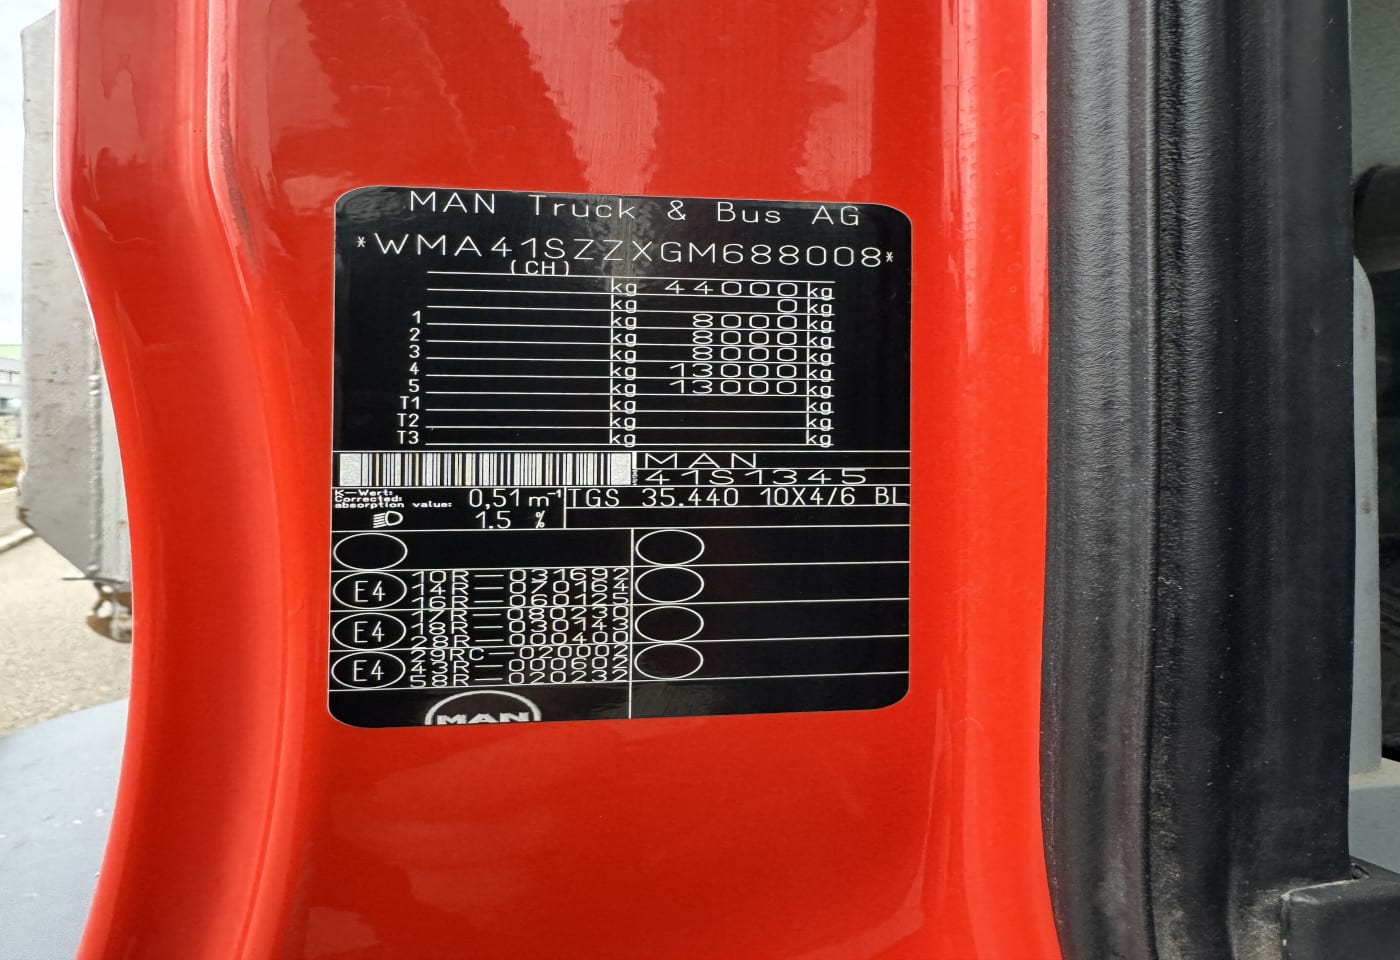 MAN Truck & Bus AG
*WMA41SZZXGM688008*
(CH)
kg 44000 kg
kg 0 kg
1 kg 8000 kg
2 kg 8000 kg
3 kg 8000 kg
4 kg 13000 kg
5 kg 13000 kg
T1 kg kg
T2 kg kg
T3 kg kg
MAN
41S1345
K-Wert:
Corrected
absorption value: 0,51 m⁻¹ TGS 35.440 10X4/6 BL
1.5 %
10R-031692
E4 14R-070164
16R-060125
17R-080230
E4 18R-030143
28R-000400
29RC-020002
E4 43R-000602
58R-020232
MAN